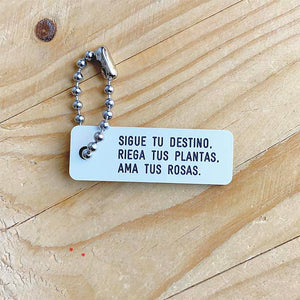 SIGUE TU DESTINO,
RIEGA TUS PLANTAS,
AMA TUS ROSAS.